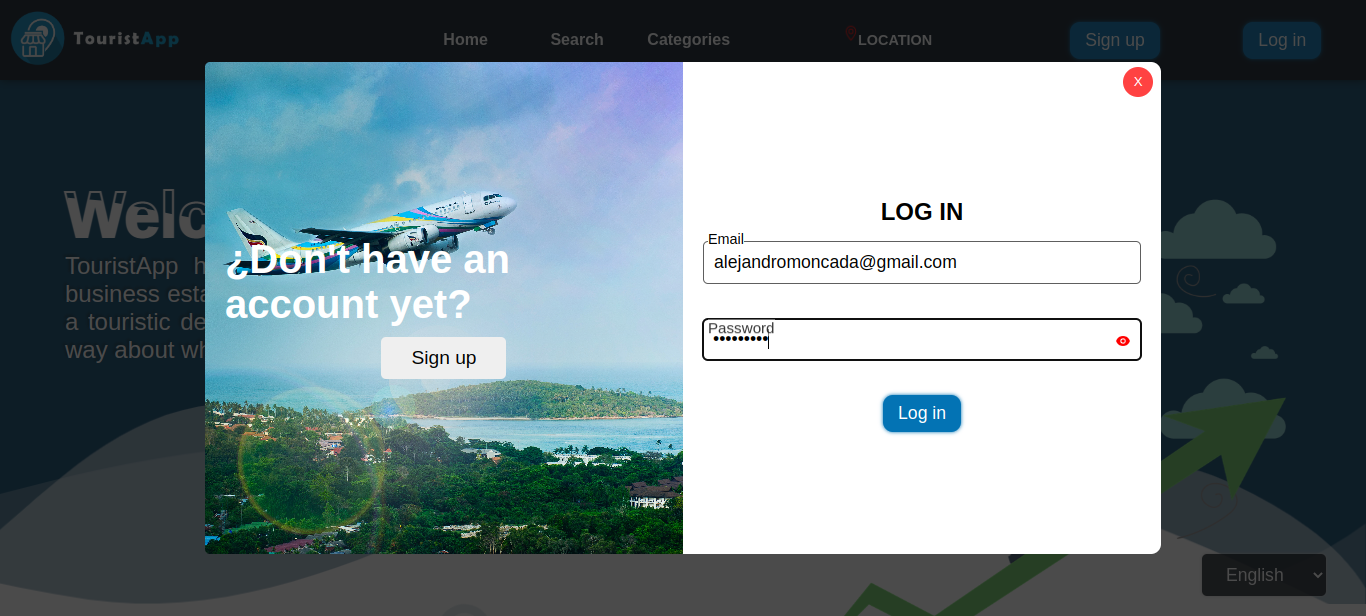 TouristApp
Home
Search
Categories
LOCATION
Sign up
Log in
Welc
TouristApp h
business esta
a touristic de
way about wh
¿Don't have an
account yet?
Sign up
X
LOG IN
Email
alejandromoncada@gmail.com
Password
•••••••••
Log in
English